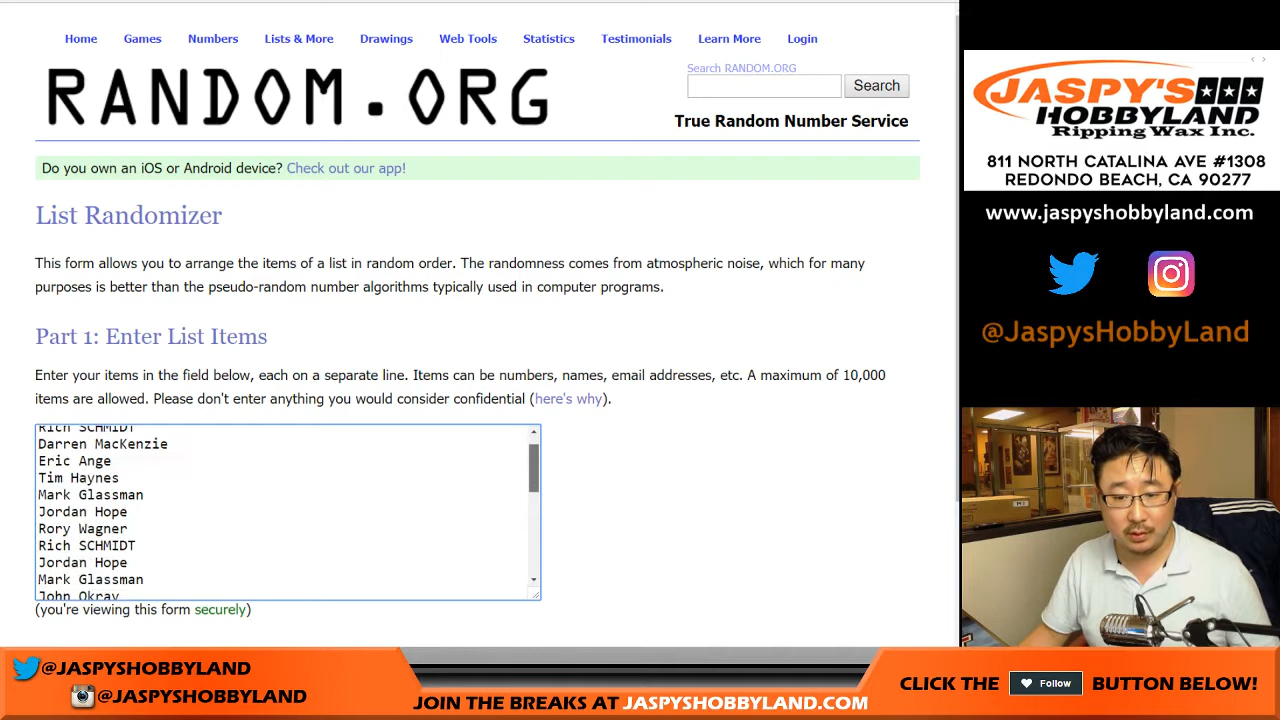 Home Games Numbers Lists & More Drawings Web Tools Statistics Testimonials Learn More Login
RANDOM.ORG
Search RANDOM.ORG
Search
True Random Number Service
Do you own an iOS or Android device? Check out our app!
List Randomizer
This form allows you to arrange the items of a list in random order. The randomness comes from atmospheric noise, which for many
purposes is better than the pseudo-random number algorithms typically used in computer programs.
Part 1: Enter List Items
Enter your items in the field below, each on a separate line. Items can be numbers, names, email addresses, etc. A maximum of 10,000
items are allowed. Please don't enter anything you would consider confidential (here's why).
Rich SCHMIDT
Darren MacKenzie
Eric Ange
Tim Haynes
Mark Glassman
Jordan Hope
Rory Wagner
Rich SCHMIDT
Jordan Hope
Mark Glassman
John Okray
(you're viewing this form securely)
JASPY'S
HOBBYLAND
Ripping Wax Inc.
811 NORTH CATALINA AVE #1308
REDONDO BEACH, CA 90277
www.jaspyshobbyland.com
@JaspysHobbyLand
@JASPYSHOBBYLAND
@JASPYSHOBBYLAND
JOIN THE BREAKS AT JASPYSHOBBYLAND.COM
CLICK THE Follow BUTTON BELOW!